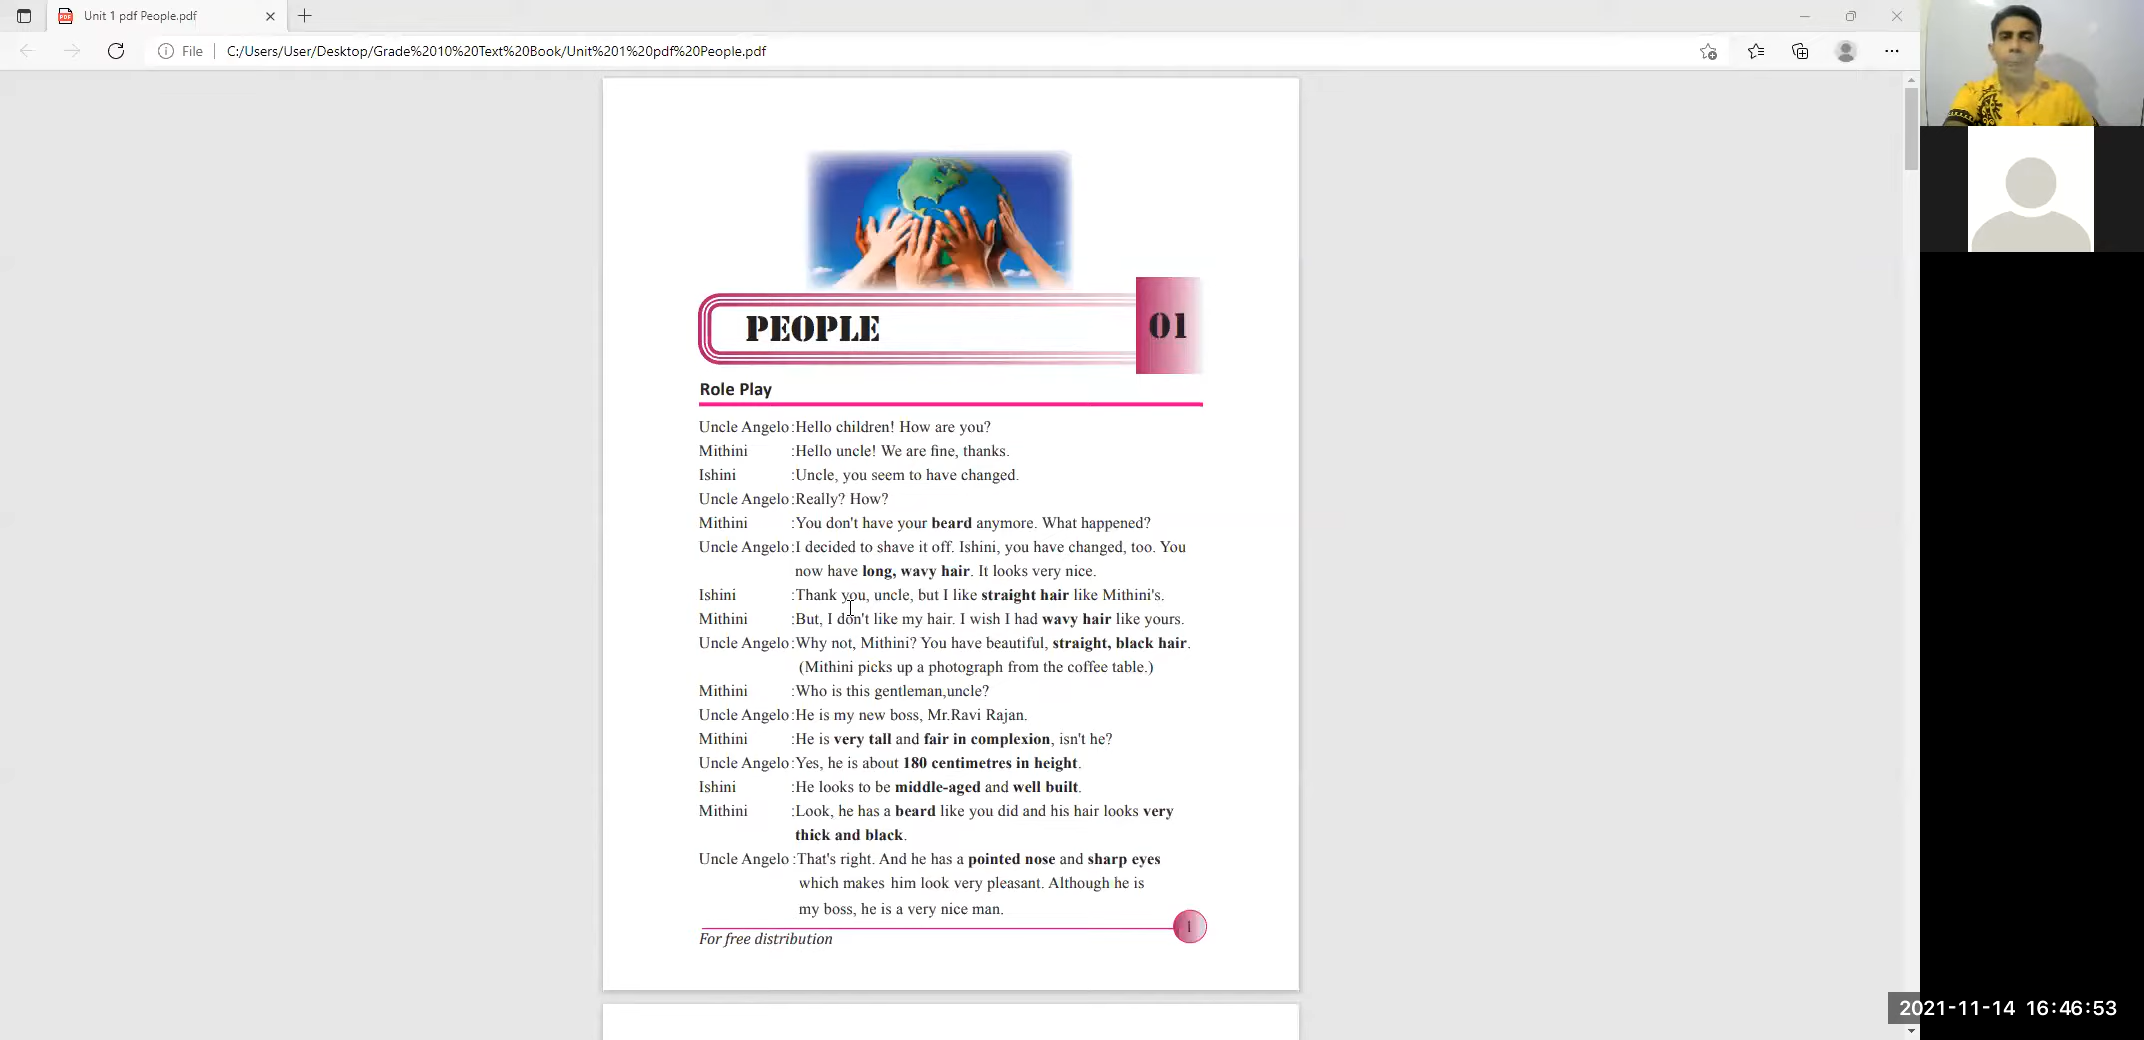 Unit 1 pdf People.pdf
File
C:/Users/User/Desktop/Grade%2010%20Text%20Book/Unit%201%20pdf%20People.pdf
PEOPLE
01
Role Play
Uncle Angelo :Hello children! How are you?
Mithini :Hello uncle! We are fine, thanks.
Ishini :Uncle, you seem to have changed.
Uncle Angelo :Really? How?
Mithini :You don't have your beard anymore. What happened?
Uncle Angelo :I decided to shave it off. Ishini, you have changed, too. You
now have long, wavy hair. It looks very nice.
Ishini :Thank you, uncle, but I like straight hair like Mithini's.
Mithini :But, I don't like my hair. I wish I had wavy hair like yours.
Uncle Angelo :Why not, Mithini? You have beautiful, straight, black hair.
(Mithini picks up a photograph from the coffee table.)
Mithini :Who is this gentleman,uncle?
Uncle Angelo :He is my new boss, Mr.Ravi Rajan.
Mithini :He is very tall and fair in complexion, isn't he?
Uncle Angelo :Yes, he is about 180 centimetres in height.
Ishini :He looks to be middle-aged and well built.
Mithini :Look, he has a beard like you did and his hair looks very
thick and black.
Uncle Angelo :That's right. And he has a pointed nose and sharp eyes
which makes him look very pleasant. Although he is
my boss, he is a very nice man.
1
For free distribution
2021-11-14 16:46:53